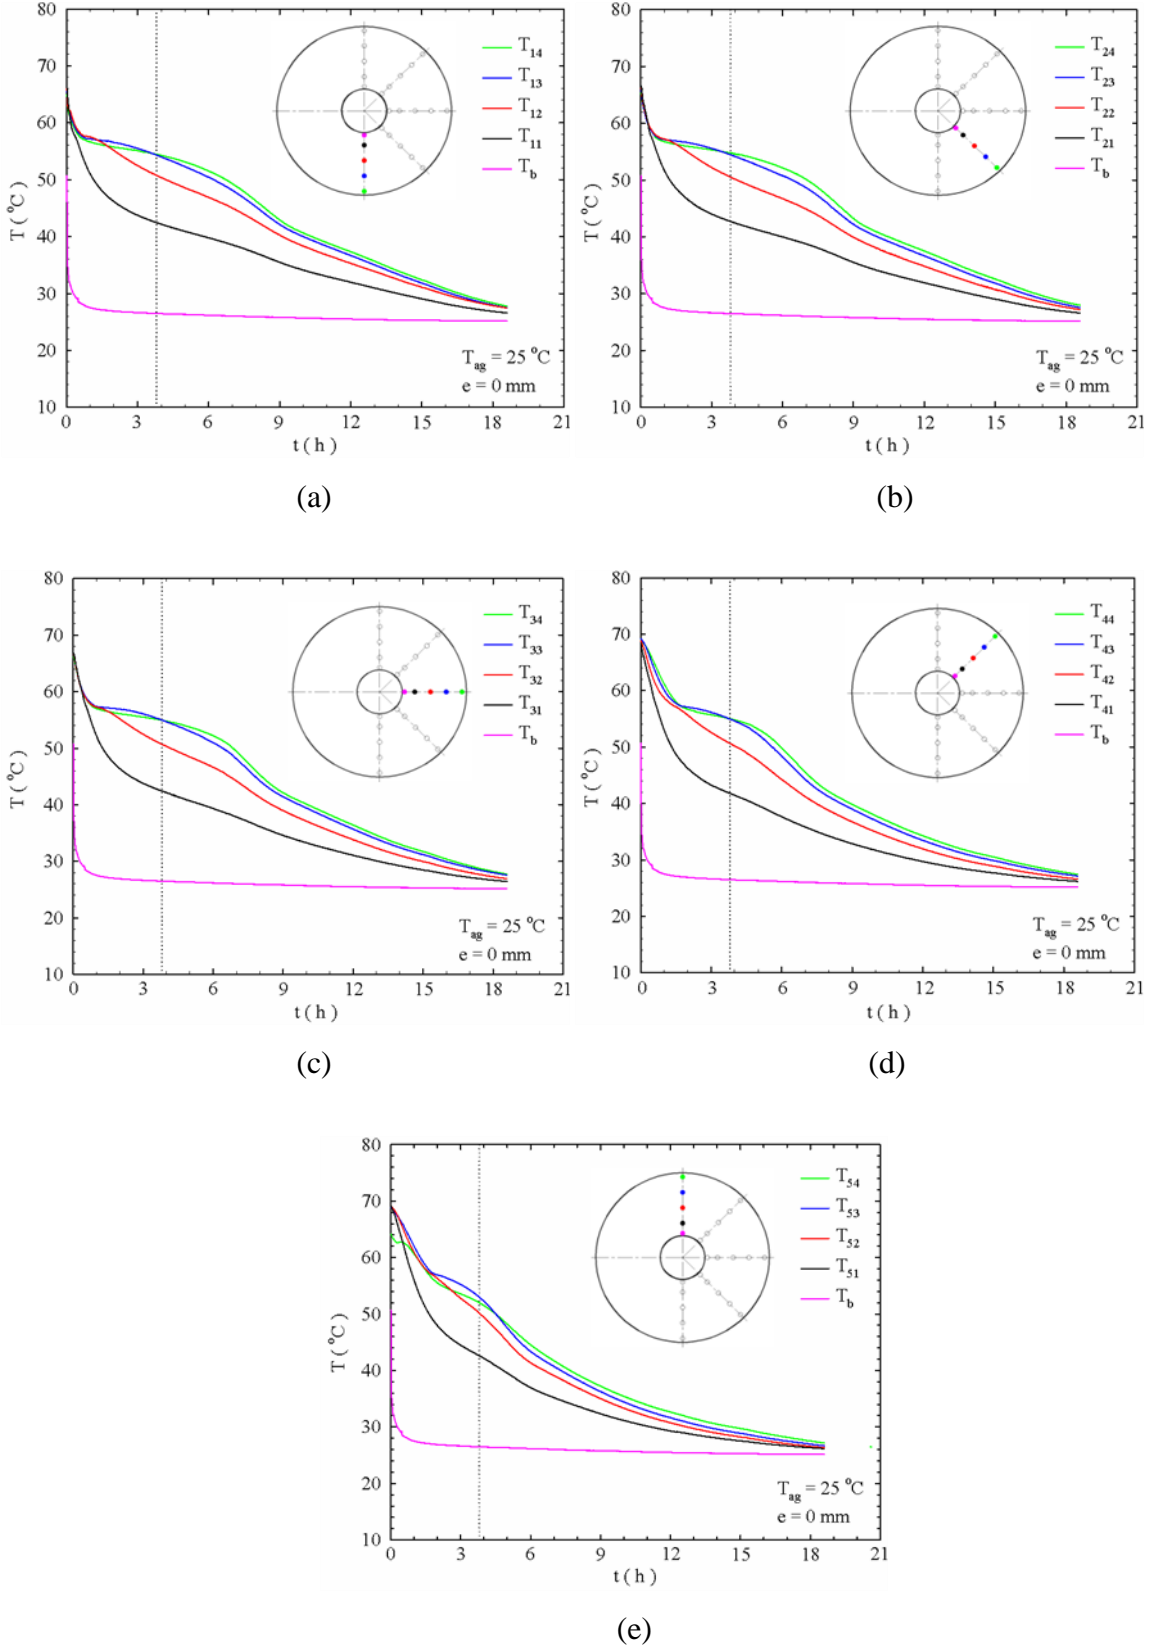 80
70
60
50
40
30
20
10
T (°C)
0 3 6 9 12 15 18 21
t ( h )
T14
T13
T12
T11
Tb
Tag = 25 °C
e = 0 mm
(a)
80
70
60
50
40
30
20
10
T (°C)
0 3 6 9 12 15 18 21
t ( h )
T24
T23
T22
T21
Tb
Tag = 25 °C
e = 0 mm
(b)
80
70
60
50
40
30
20
10
T (°C)
0 3 6 9 12 15 18 21
t ( h )
T34
T33
T32
T31
Tb
Tag = 25 °C
e = 0 mm
(c)
80
70
60
50
40
30
20
10
T (°C)
0 3 6 9 12 15 18 21
t ( h )
T44
T43
T42
T41
Tb
Tag = 25 °C
e = 0 mm
(d)
80
70
60
50
40
30
20
10
T (°C)
0 3 6 9 12 15 18 21
t ( h )
T54
T53
T52
T51
Tb
Tag = 25 °C
e = 0 mm
(e)